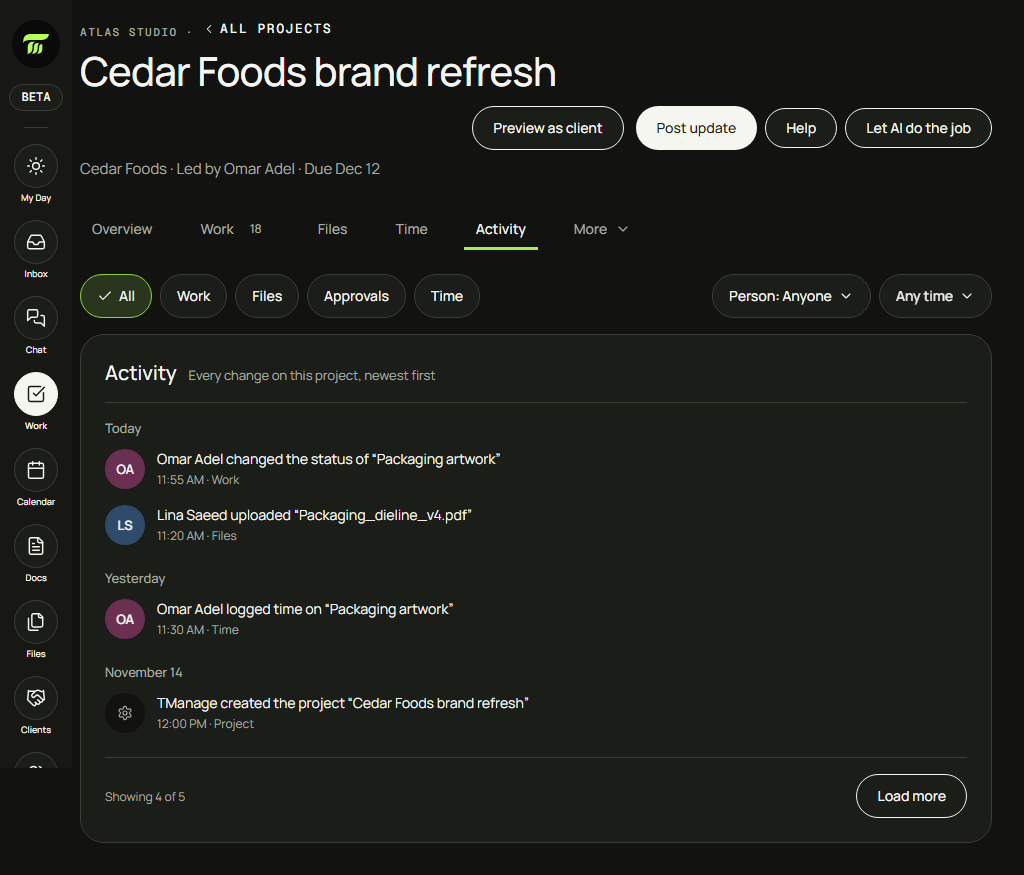 BETA
My Day
Inbox
Chat
Work
Calendar
Docs
Files
Clients
ATLAS STUDIO · ALL PROJECTS
Cedar Foods brand refresh
Preview as client
Post update
Help
Let AI do the job
Cedar Foods · Led by Omar Adel · Due Dec 12
Overview
Work 18
Files
Time
Activity
More
All
Work
Files
Approvals
Time
Person: Anyone
Any time
Activity Every change on this project, newest first
Today
OA
Omar Adel changed the status of “Packaging artwork”
11:55 AM · Work
LS
Lina Saeed uploaded “Packaging_dieline_v4.pdf”
11:20 AM · Files
Yesterday
OA
Omar Adel logged time on “Packaging artwork”
11:30 AM · Time
November 14
TManage created the project “Cedar Foods brand refresh”
12:00 PM · Project
Showing 4 of 5
Load more